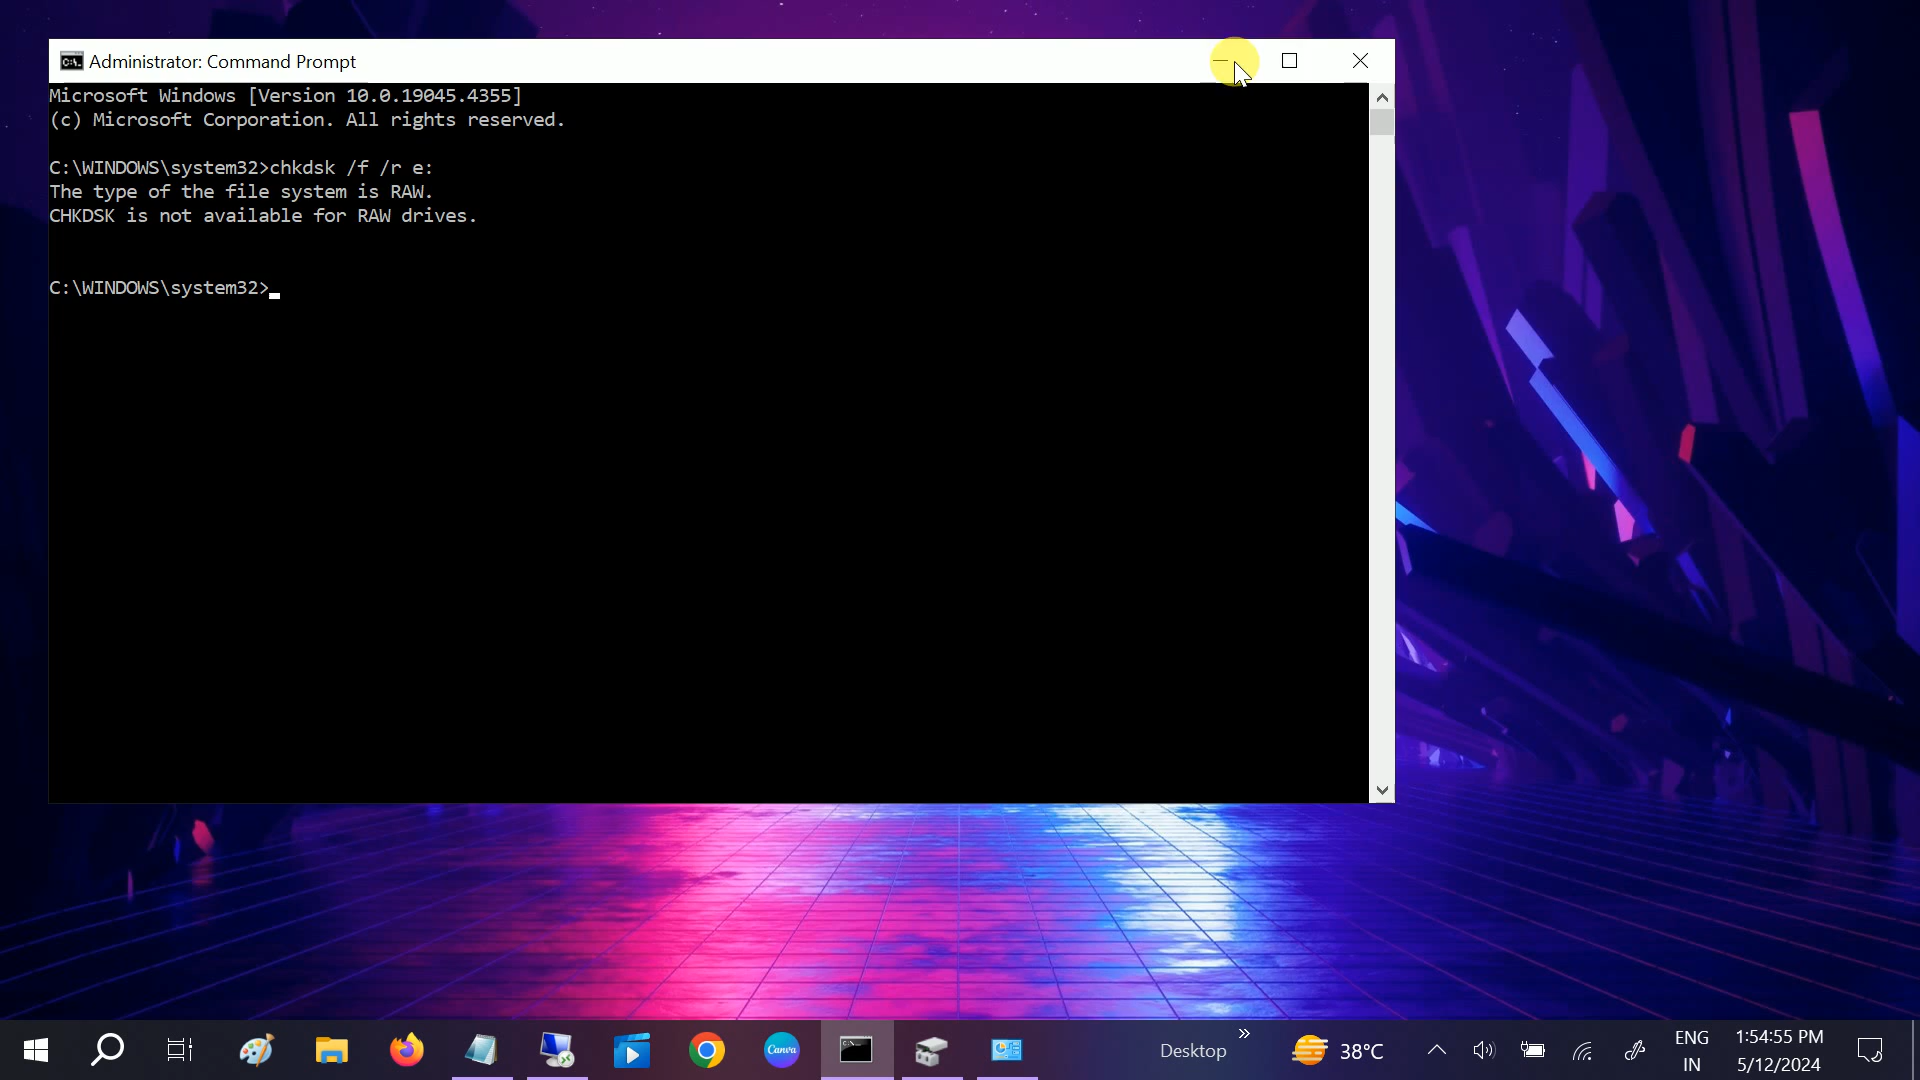 Administrator: Command Prompt
Microsoft Windows [Version 10.0.19045.4355]
(c) Microsoft Corporation. All rights reserved.
C:\WINDOWS\system32>chkdsk /f /r e:
The type of the file system is RAW.
CHKDSK is not available for RAW drives.
C:\WINDOWS\system32>
Canva
Desktop
38°C
ENG
IN
1:54:55 PM
5/12/2024